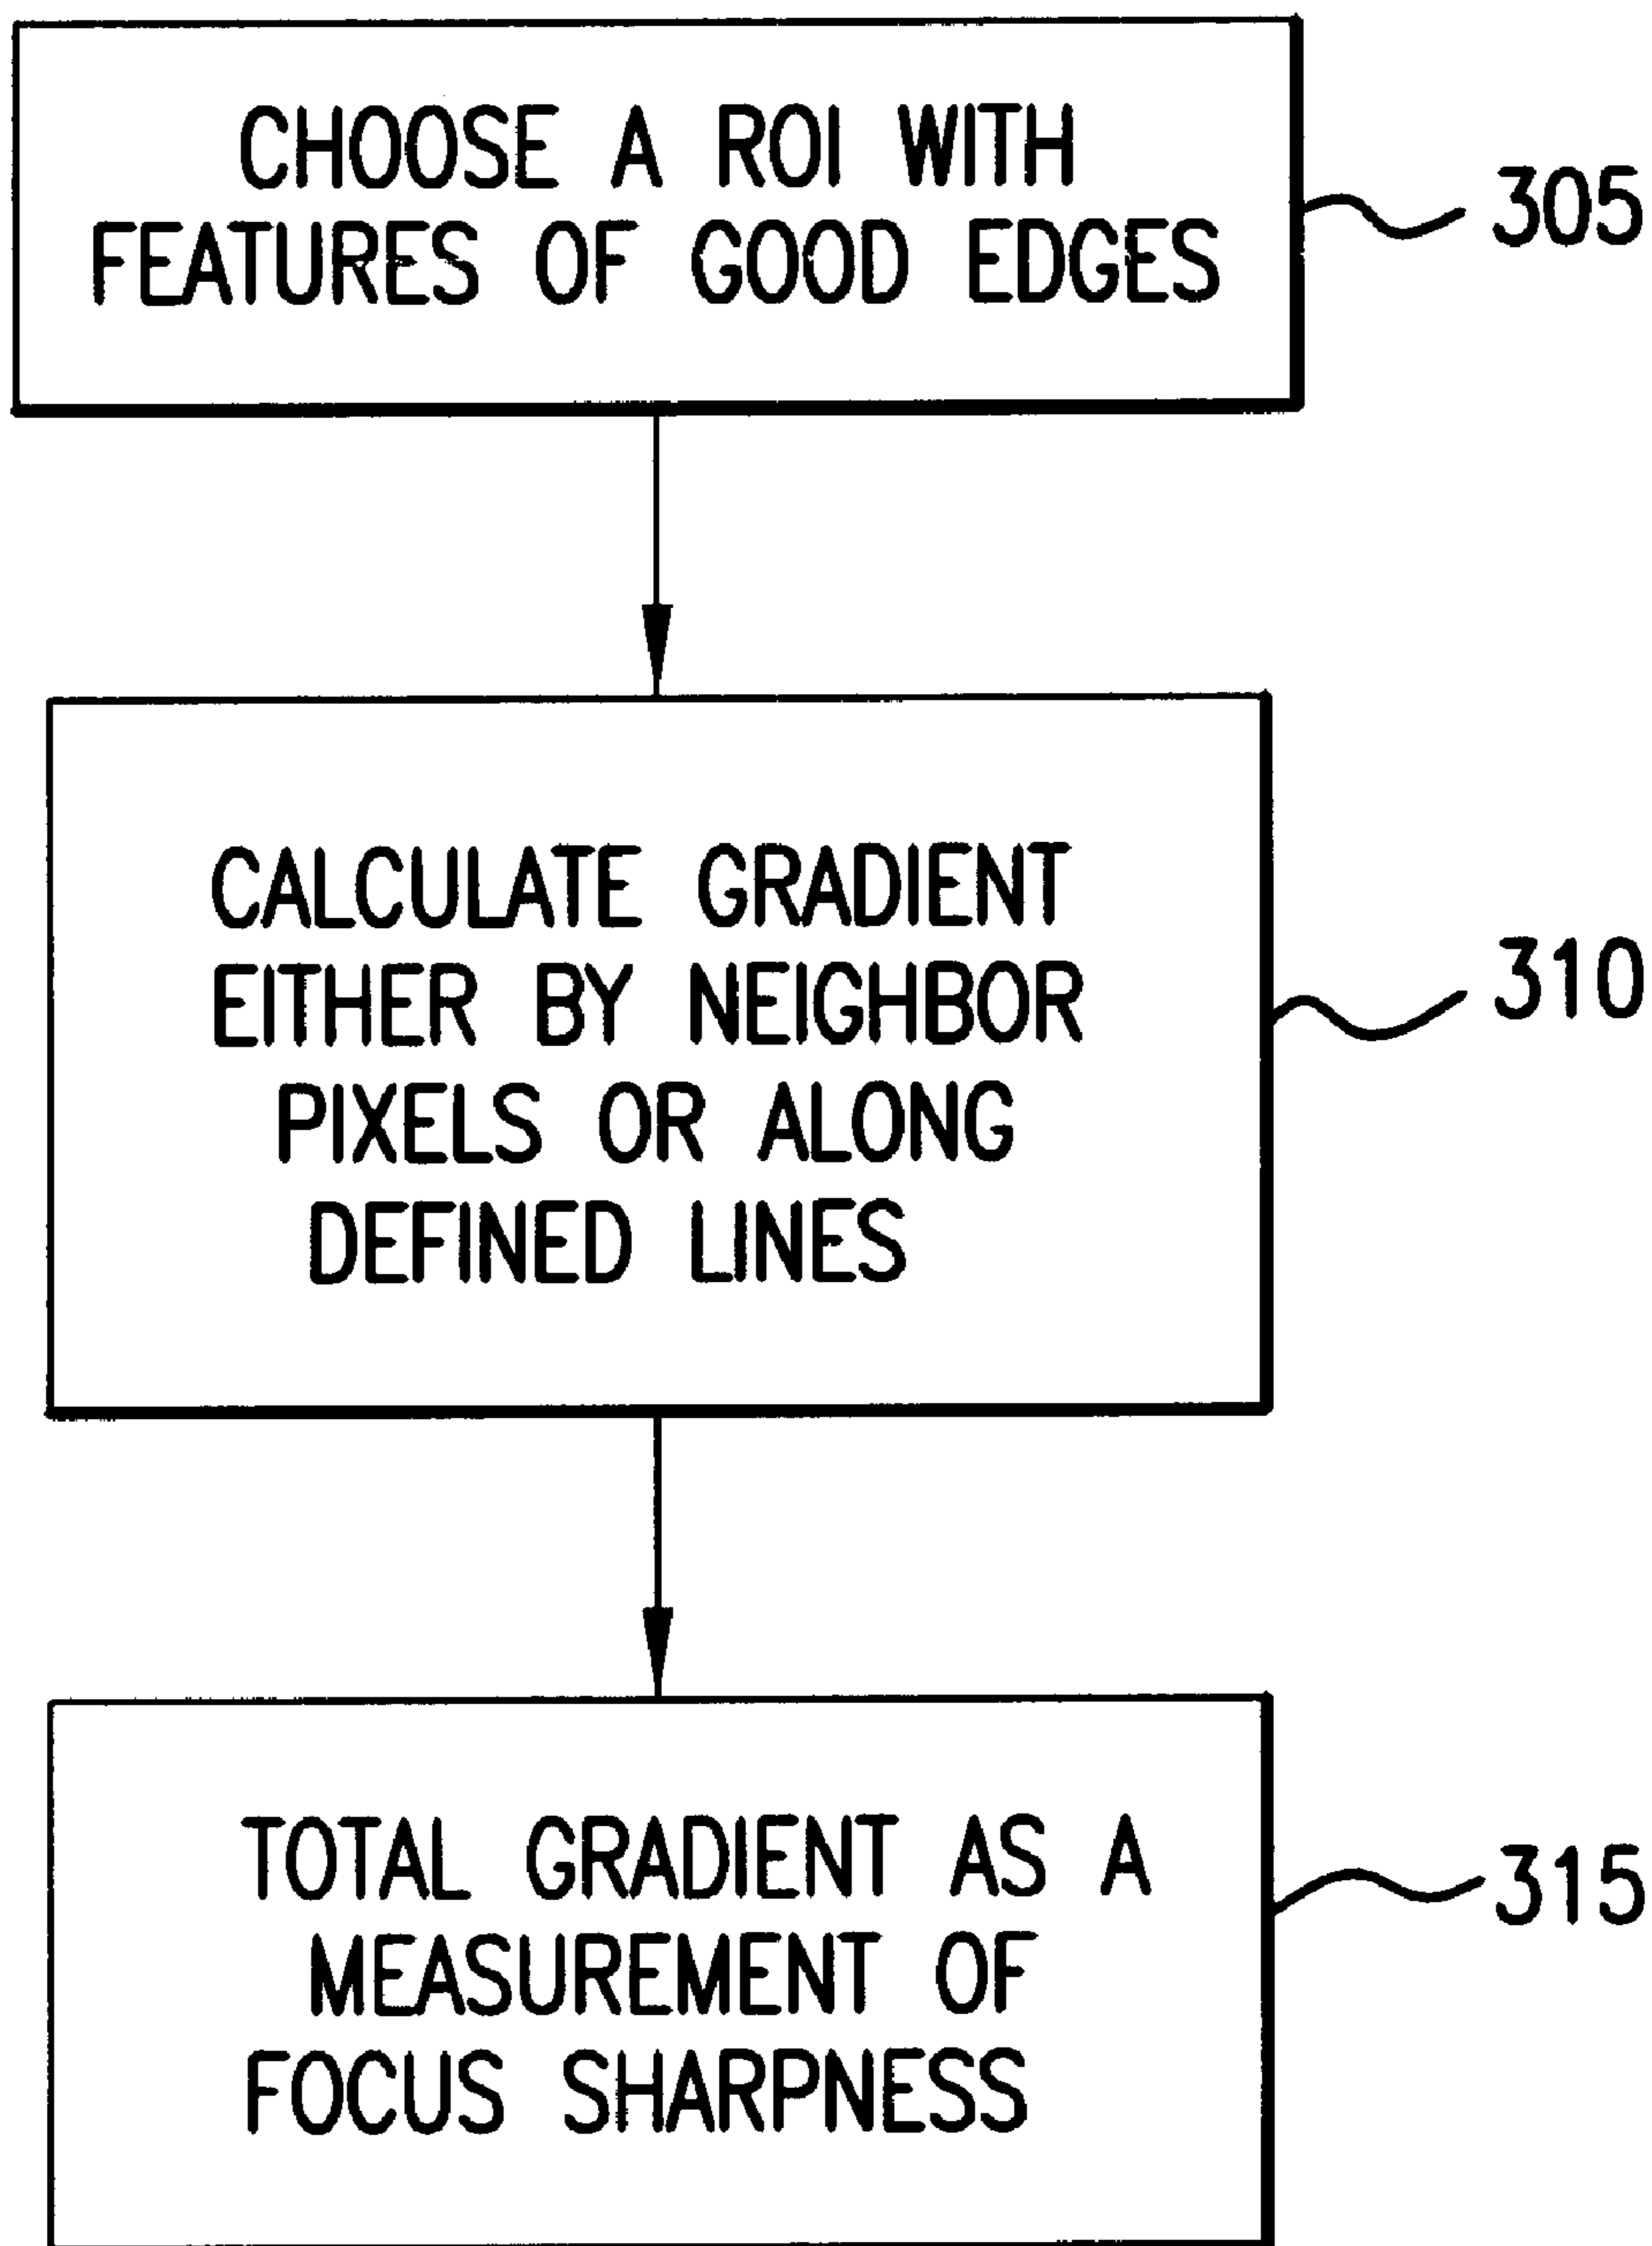 CHOOSE A ROI WITH
FEATURES OF GOOD EDGES
305
CALCULATE GRADIENT
EITHER BY NEIGHBOR
PIXELS OR ALONG
DEFINED LINES
310
TOTAL GRADIENT AS A
MEASUREMENT OF
FOCUS SHARPNESS
315